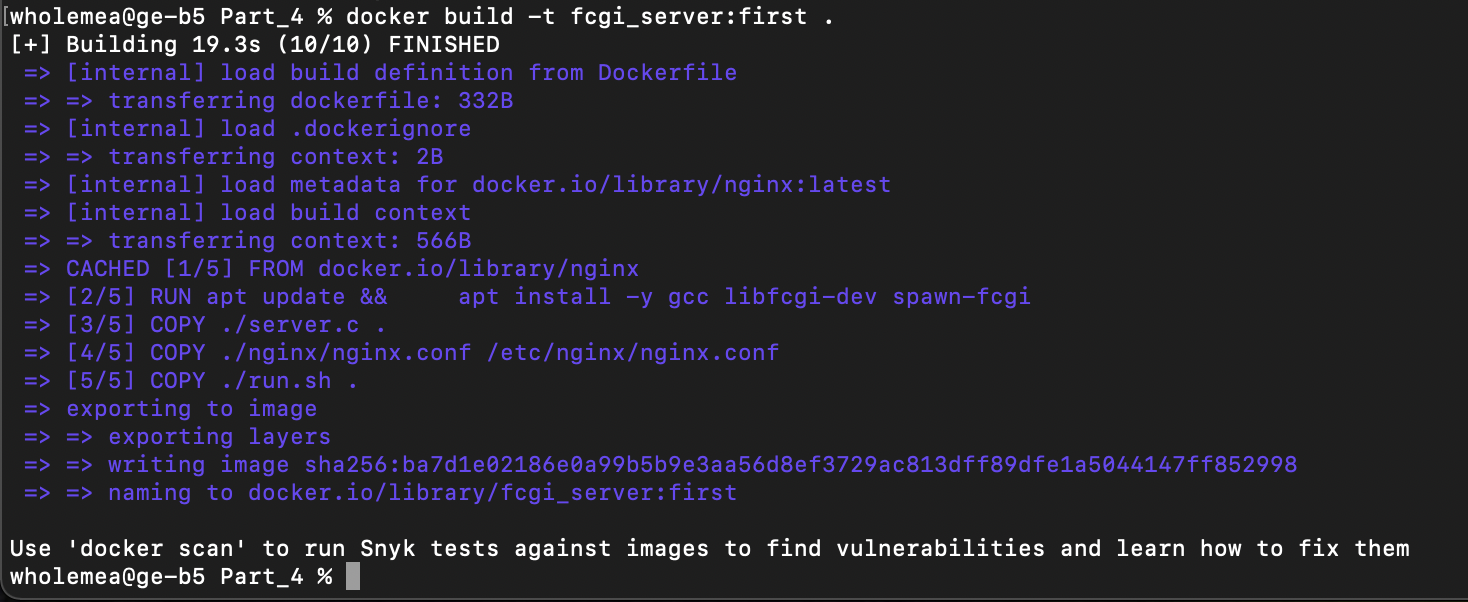 [wholemea@ge-b5 Part_4 % docker build -t fcgi_server:first .
[+] Building 19.3s (10/10) FINISHED
 => [internal] load build definition from Dockerfile
 => => transferring dockerfile: 332B
 => [internal] load .dockerignore
 => => transferring context: 2B
 => [internal] load metadata for docker.io/library/nginx:latest
 => [internal] load build context
 => => transferring context: 566B
 => CACHED [1/5] FROM docker.io/library/nginx
 => [2/5] RUN apt update &&     apt install -y gcc libfcgi-dev spawn-fcgi
 => [3/5] COPY ./server.c .
 => [4/5] COPY ./nginx/nginx.conf /etc/nginx/nginx.conf
 => [5/5] COPY ./run.sh .
 => exporting to image
 => => exporting layers
 => => writing image sha256:ba7d1e02186e0a99b5b9e3aa56d8ef3729ac813dff89dfe1a5044147ff852998
 => => naming to docker.io/library/fcgi_server:first

Use 'docker scan' to run Snyk tests against images to find vulnerabilities and learn how to fix them
wholemea@ge-b5 Part_4 %